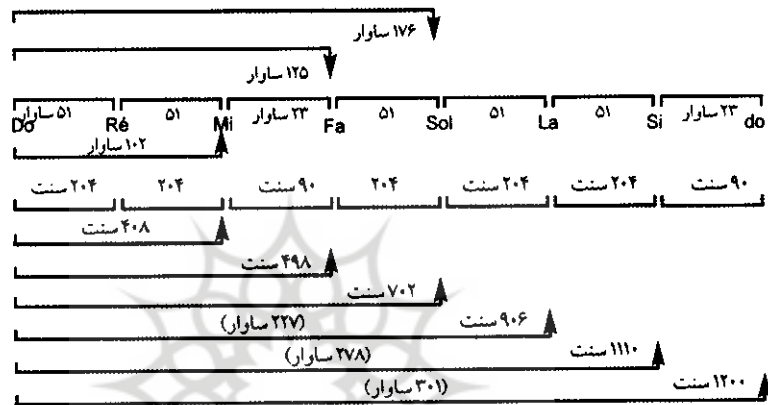 ۱۷۶ ساوار
۱۲۵ ساوار
۵۱ ساوار ۵۱ ۲۳ ساوار ۵۱ ۵۱ ۵۱ ۲۳ ساوار
Do Ré Mi Fa Sol La Si do
۱۰۲ ساوار
۲۰۴ سنت ۲۰۴ ۹۰ سنت ۲۰۴ ۲۰۴ سنت ۲۰۴ سنت ۹۰ سنت
۴۰۸ سنت
۴۹۸ سنت
۷۰۲ سنت
(۲۲۷ ساوار) ۹۰۶ سنت
(۲۷۸ ساوار) ۱۱۱۰ سنت
(۳۰۱ ساوار) ۱۲۰۰ سنت